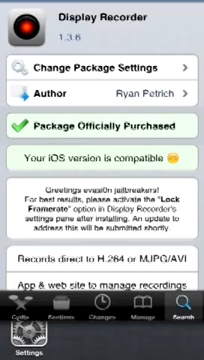 Display Recorder
1.3.6
Change Package Settings
Author Ryan Petrich
Package Officially Purchased
Your iOS version is compatible
Greetings evasi0n jailbreakers!
For best results, please activate the "Lock
Framerate" option in Display Recorder's
settings pane after installing. An update to
address this will be submitted shortly.
Records direct to H.264 or MJPG/AVI
App & web site to manage recordings
Cydia Sections Changes Manage Search
Settings